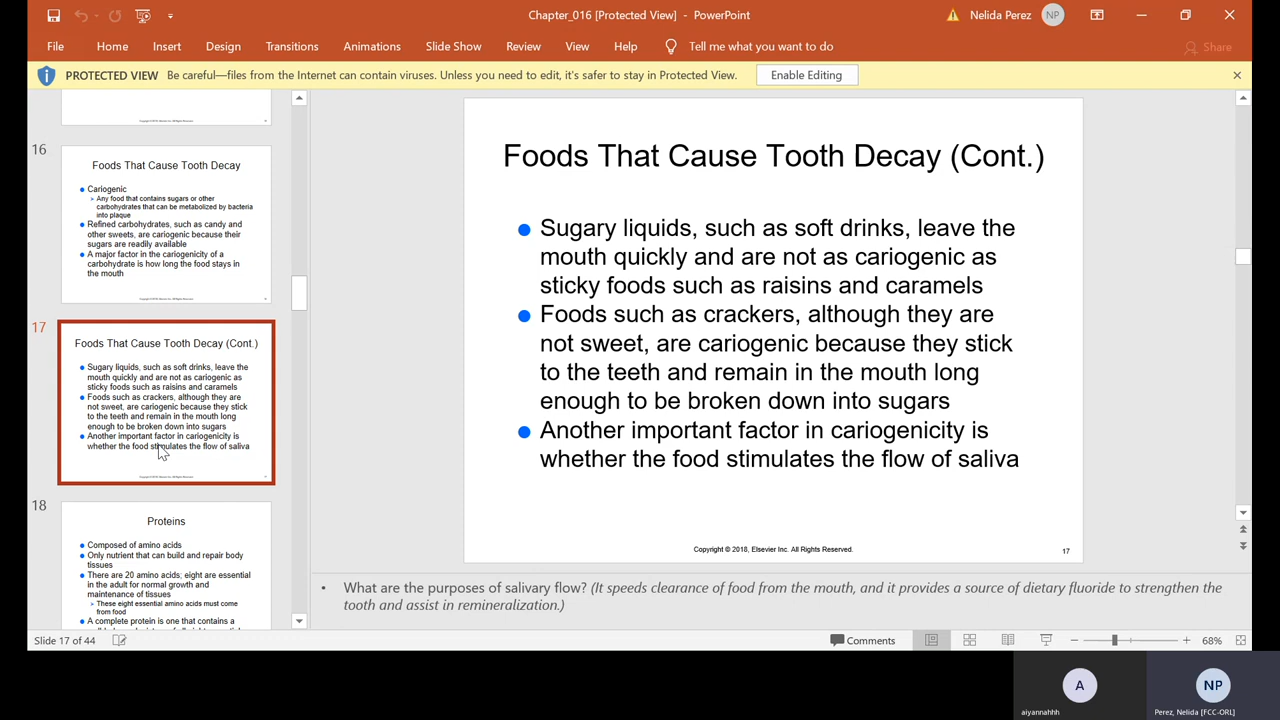 Chapter_016 [Protected View] - PowerPoint
Nelida Perez
NP
File Home Insert Design Transitions Animations Slide Show Review View Help Tell me what you want to do
Share
PROTECTED VIEW Be careful—files from the Internet can contain viruses. Unless you need to edit, it's safer to stay in Protected View.
Enable Editing
16
Foods That Cause Tooth Decay
Cariogenic
Any food that contains sugars or other
carbohydrates that can be metabolized by bacteria
into plaque
Refined carbohydrates, such as candy and
other sweets, are cariogenic because their
sugars are readily available
A major factor in the cariogenicity of a
carbohydrate is how long the food stays in
the mouth
17
Foods That Cause Tooth Decay (Cont.)
Sugary liquids, such as soft drinks, leave the
mouth quickly and are not as cariogenic as
sticky foods such as raisins and caramels
Foods such as crackers, although they are
not sweet, are cariogenic because they stick
to the teeth and remain in the mouth long
enough to be broken down into sugars
Another important factor in cariogenicity is
whether the food stimulates the flow of saliva
18
Proteins
Composed of amino acids
Only nutrient that can build and repair body
tissues
There are 20 amino acids; eight are essential
in the adult for normal growth and
maintenance of tissues
These eight essential amino acids must come
from food
A complete protein is one that contains a
Foods That Cause Tooth Decay (Cont.)
Sugary liquids, such as soft drinks, leave the
mouth quickly and are not as cariogenic as
sticky foods such as raisins and caramels
Foods such as crackers, although they are
not sweet, are cariogenic because they stick
to the teeth and remain in the mouth long
enough to be broken down into sugars
Another important factor in cariogenicity is
whether the food stimulates the flow of saliva
Copyright © 2018, Elsevier Inc. All Rights Reserved.
17
• What are the purposes of salivary flow? (It speeds clearance of food from the mouth, and it provides a source of dietary fluoride to strengthen the
tooth and assist in remineralization.)
Slide 17 of 44
Comments
68%
A
aiyannahhh
NP
Perez, Nelida [FCC-ORL]